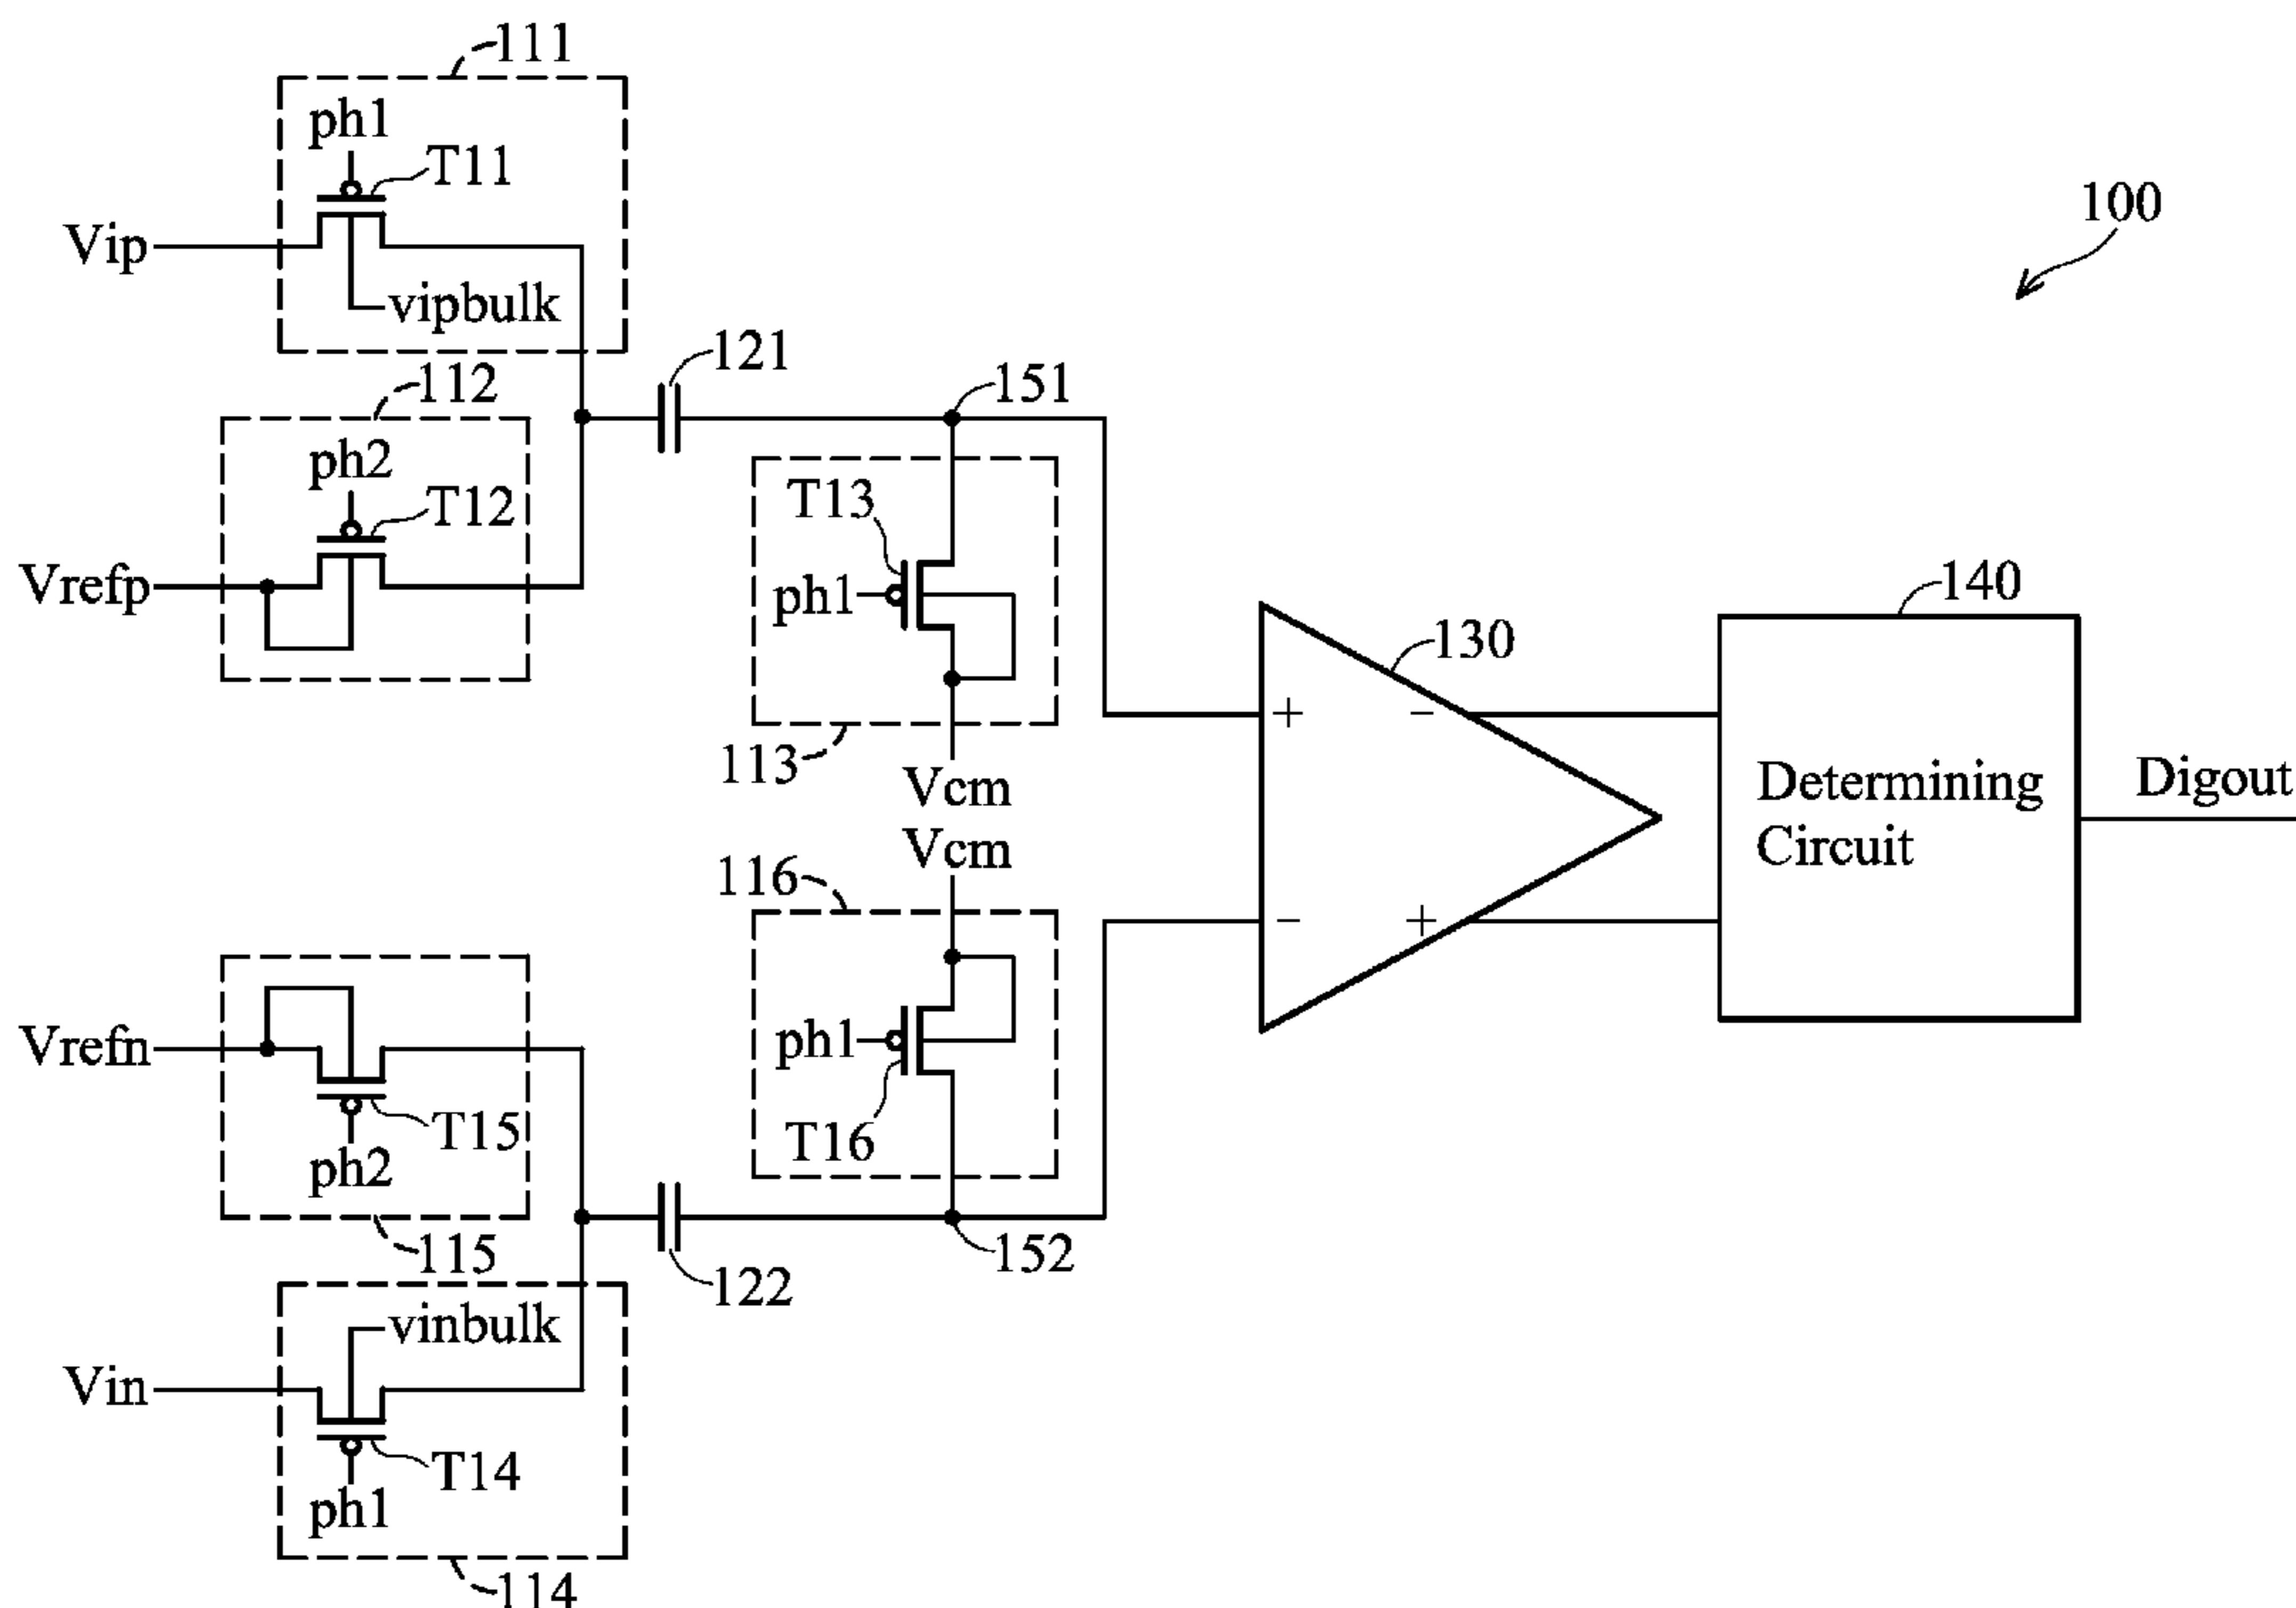 111
ph1
T11
Vip
vipbulk
100
112
ph2
T12
Vrefp
121
151
T13
ph1
113
Vcm
Vcm
116
ph1
T16
130
+
−
−
+
140
Determining
Circuit
Digout
Vrefn
T15
ph2
115
122
152
vinbulk
Vin
T14
ph1
114